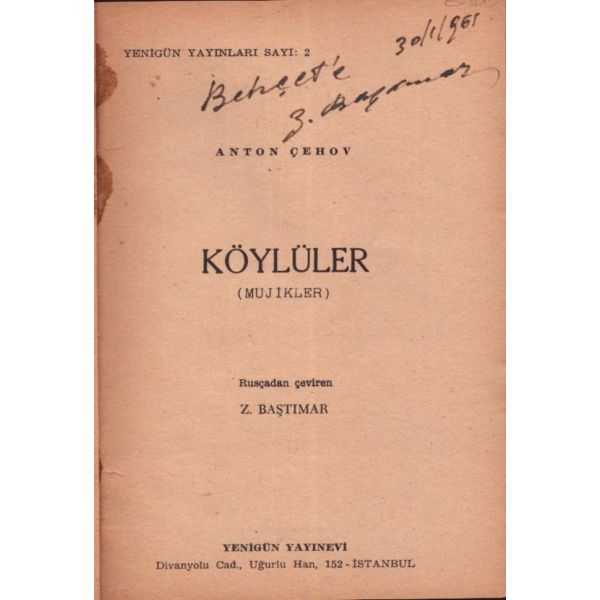 YENİGÜN YAYINLARI SAYI: 2
30/1/961
Behçet'e
Z. Baştımar
ANTON ÇEHOV
KÖYLÜLER
(MUJİKLER)
Rusçadan çeviren
Z. BAŞTIMAR
YENİGÜN YAYINEVİ
Divanyolu Cad., Uğurlu Han, 152 - İSTANBUL